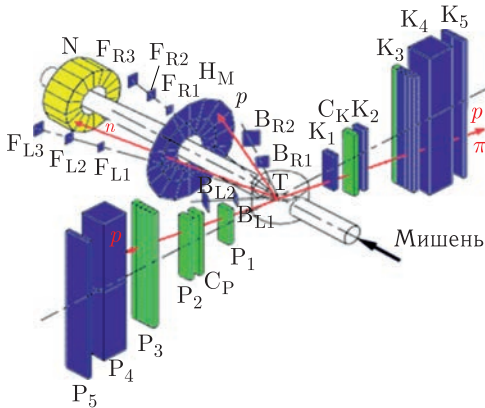 N
F_R3
F_R2
F_R1
H_M
K_5
K_4
K_3
p
B_R2
C_K K_2
K_1
p
π
n
B_R1
F_L3
F_L2
F_L1
B_L2
T
B_L1
Мишень
p
P_1
C_P
P_2
P_3
P_4
P_5